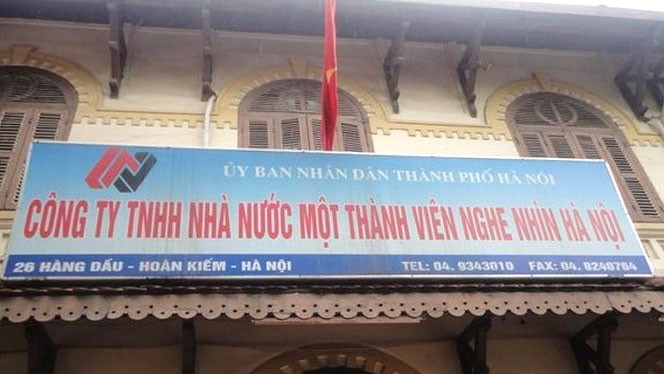 ỦY BAN NHÂN DÂN THÀNH PHỐ HÀ NỘI
CÔNG TY TNHH NHÀ NƯỚC MỘT THÀNH VIÊN NGHE NHÌN HÀ NỘI
26 HÀNG DẦU - HOÀN KIẾM - HÀ NỘI TEL: 04. 9343010 FAX: 04. 8249764